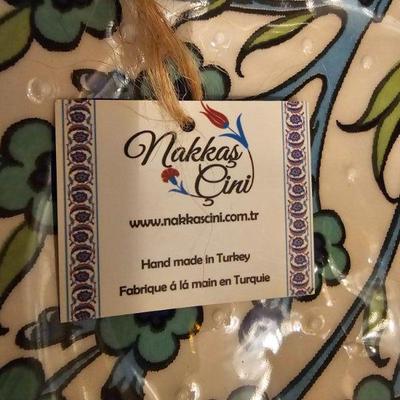 Nakkaş
Çini
www.nakkascini.com.tr
Hand made in Turkey
Fabrique á lá main en Turquie